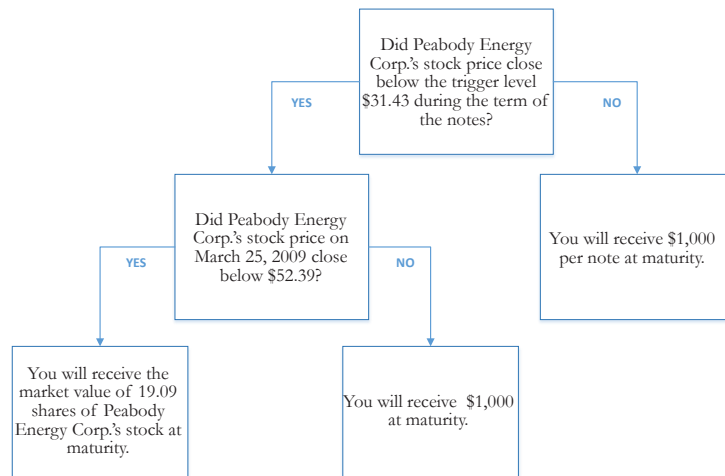 Did Peabody Energy
Corp.'s stock price close
below the trigger level
$31.43 during the term of
the notes?
YES
NO
Did Peabody Energy
Corp.'s stock price on
March 25, 2009 close
below $52.39?
You will receive $1,000
per note at maturity.
YES
NO
You will receive the
market value of 19.09
shares of Peabody
Energy Corp.'s stock at
maturity.
You will receive $1,000
at maturity.